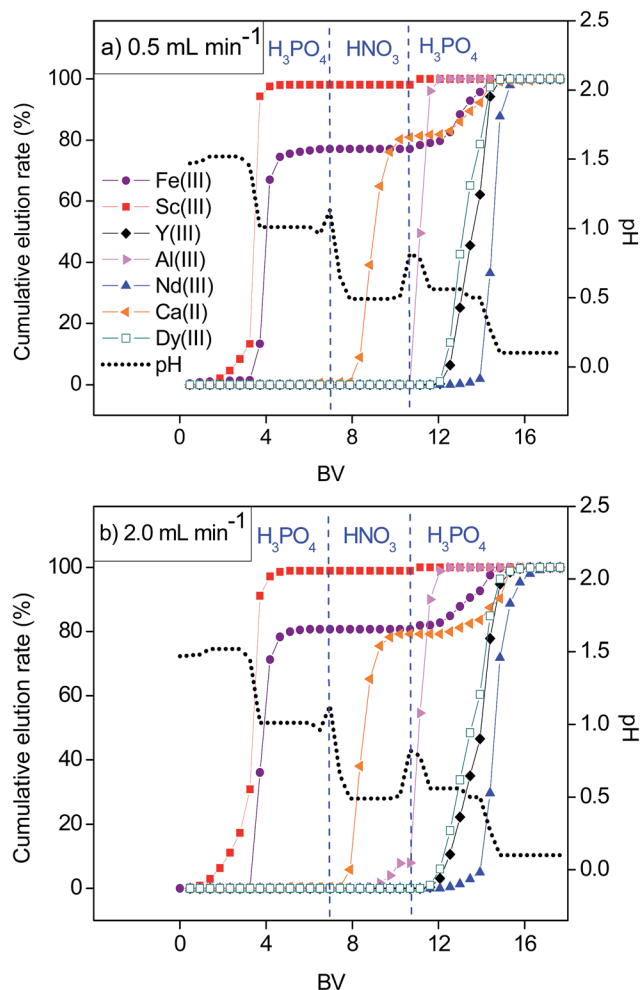 a) 0.5 mL min⁻¹
H₃PO₄
HNO₃
H₃PO₄
2.5
2.0
1.5
1.0
0.5
0.0
pH
100
80
60
40
20
0
Cumulative elution rate (%)
Fe(III)
Sc(III)
Y(III)
Al(III)
Nd(III)
Ca(II)
Dy(III)
pH
0 4 8 12 16
BV
b) 2.0 mL min⁻¹
H₃PO₄
HNO₃
H₃PO₄
2.5
2.0
1.5
1.0
0.5
0.0
pH
100
80
60
40
20
0
Cumulative elution rate (%)
0 4 8 12 16
BV